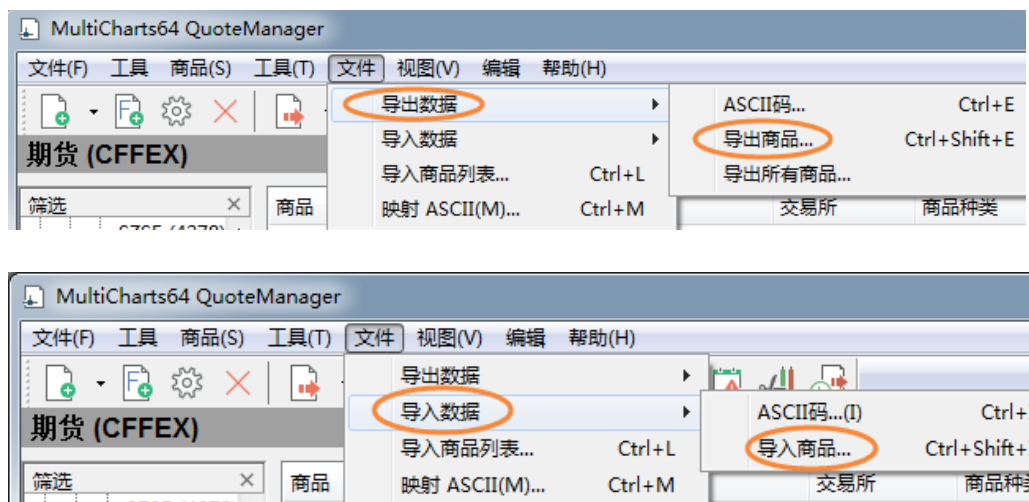 MultiCharts64 QuoteManager
文件(F) 工具 商品(S) 工具(T) 文件 视图(V) 编辑 帮助(H)
导出数据 ASCII码... Ctrl+E
期货 (CFFEX) 导入数据 导出商品... Ctrl+Shift+E
导入商品列表... Ctrl+L 导出所有商品...
筛选 商品 映射 ASCII(M)... Ctrl+M 交易所 商品种类
MultiCharts64 QuoteManager
文件(F) 工具 商品(S) 工具(T) 文件 视图(V) 编辑 帮助(H)
导出数据
期货 (CFFEX) 导入数据 ASCII码...(I) Ctrl+
导入商品列表... Ctrl+L 导入商品... Ctrl+Shift+
筛选 商品 映射 ASCII(M)... Ctrl+M 交易所 商品种